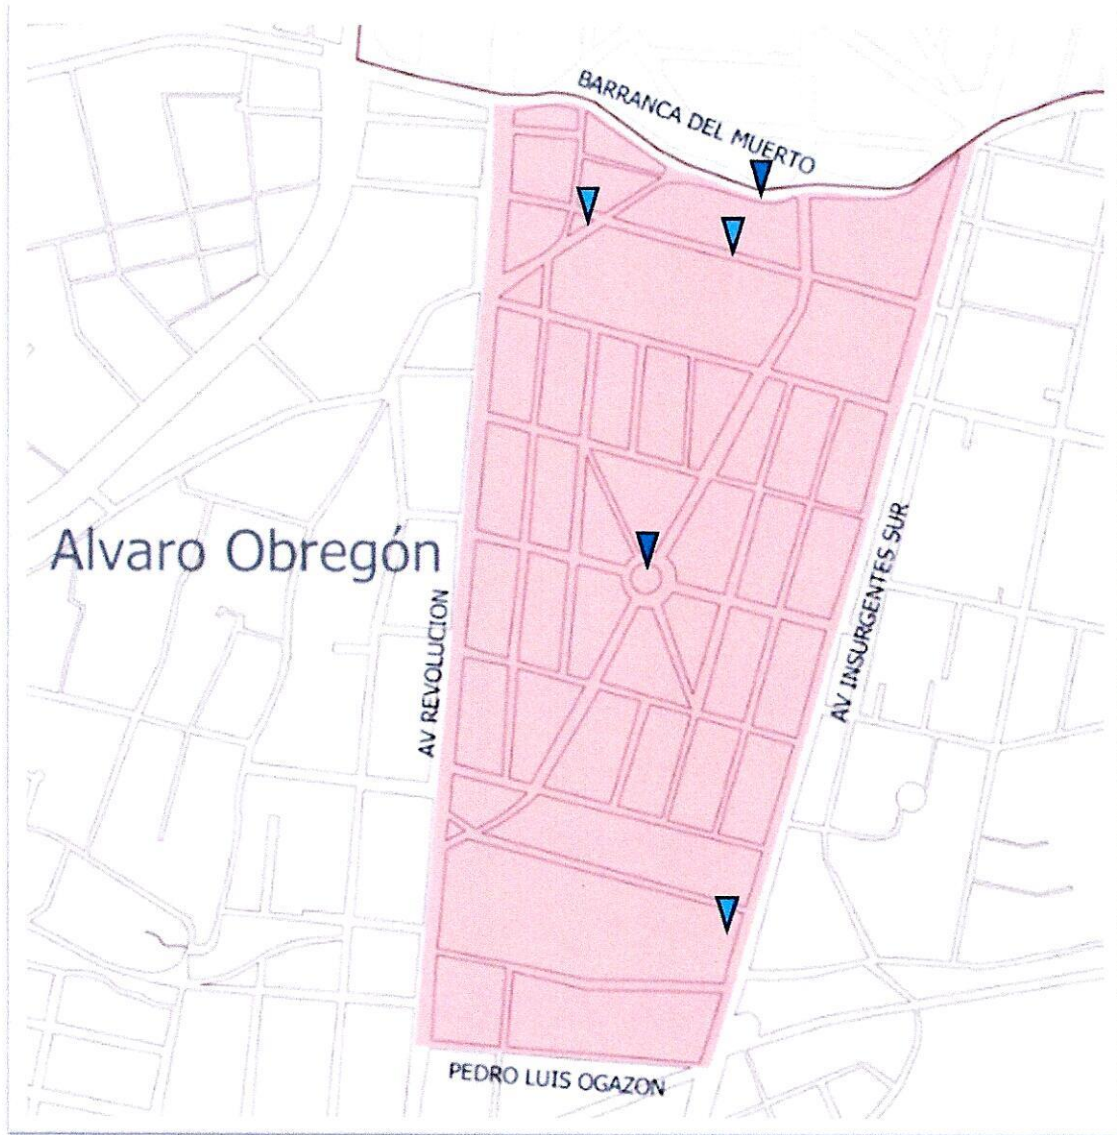 BARRANCA DEL MUERTO
Alvaro Obregón
AV REVOLUCION
AV INSURGENTES SUR
PEDRO LUIS OGAZON